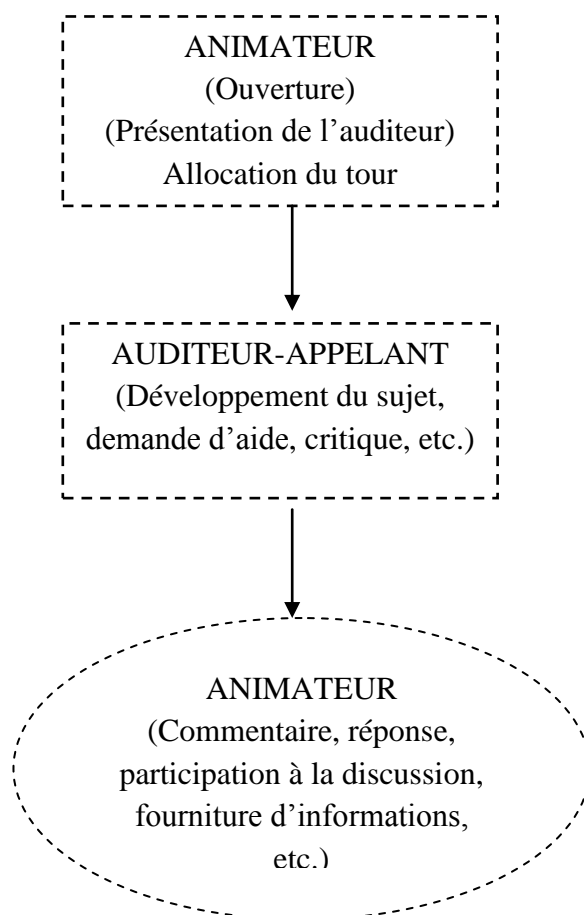 ANIMATEUR
(Ouverture)
(Présentation de l’auditeur)
Allocation du tour
AUDITEUR-APPELANT
(Développement du sujet,
demande d’aide, critique, etc.)
ANIMATEUR
(Commentaire, réponse,
participation à la discussion,
fourniture d’informations,
etc.)